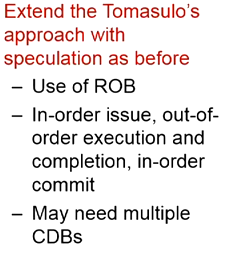 Extend the Tomasulo's
approach with
speculation as before
– Use of ROB
– In-order issue, out-of-
order execution and
completion, in-order
commit
– May need multiple
CDBs